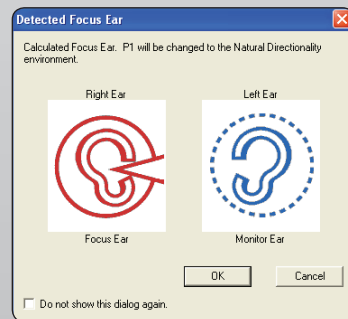 Detected Focus Ear
Calculated Focus Ear.  P1 will be changed to the Natural Directionality
environment.
Right Ear
Left Ear
Focus Ear
Monitor Ear
OK
Cancel
Do not show this dialog again.